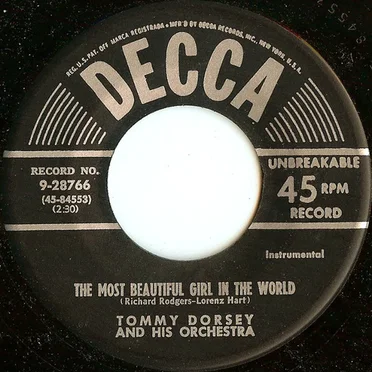 REG. U.S. PAT. OFF. MARCA REGISTRADA • MFR'D BY DECCA RECORDS, INC., NEW YORK, U.S.A.
DECCA
RECORD NO.
9-28766
(45-84553)
(2:30)
UNBREAKABLE
45 RPM
RECORD
Instrumental
THE MOST BEAUTIFUL GIRL IN THE WORLD
(Richard Rodgers-Lorenz Hart)
TOMMY DORSEY
AND HIS ORCHESTRA